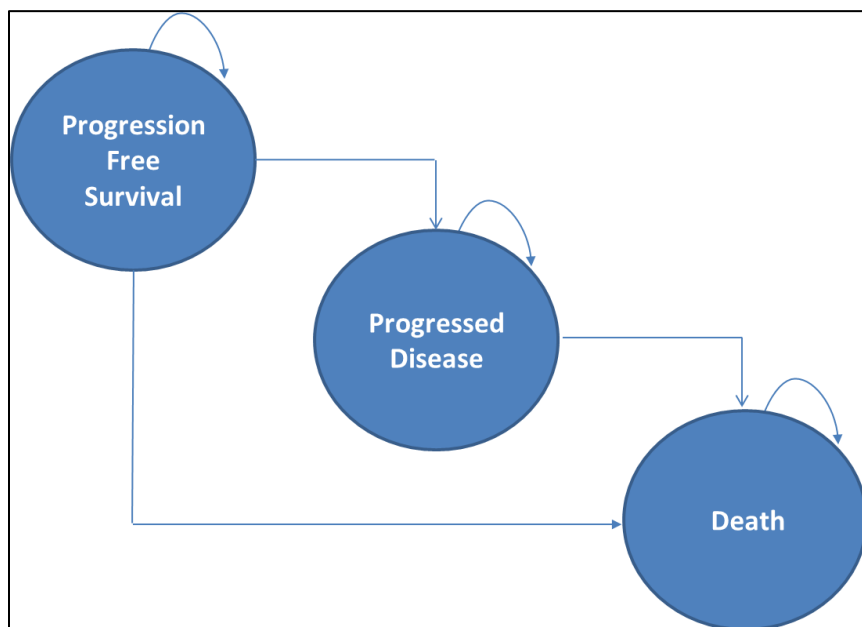 Progression
Free
Survival
Progressed
Disease
Death